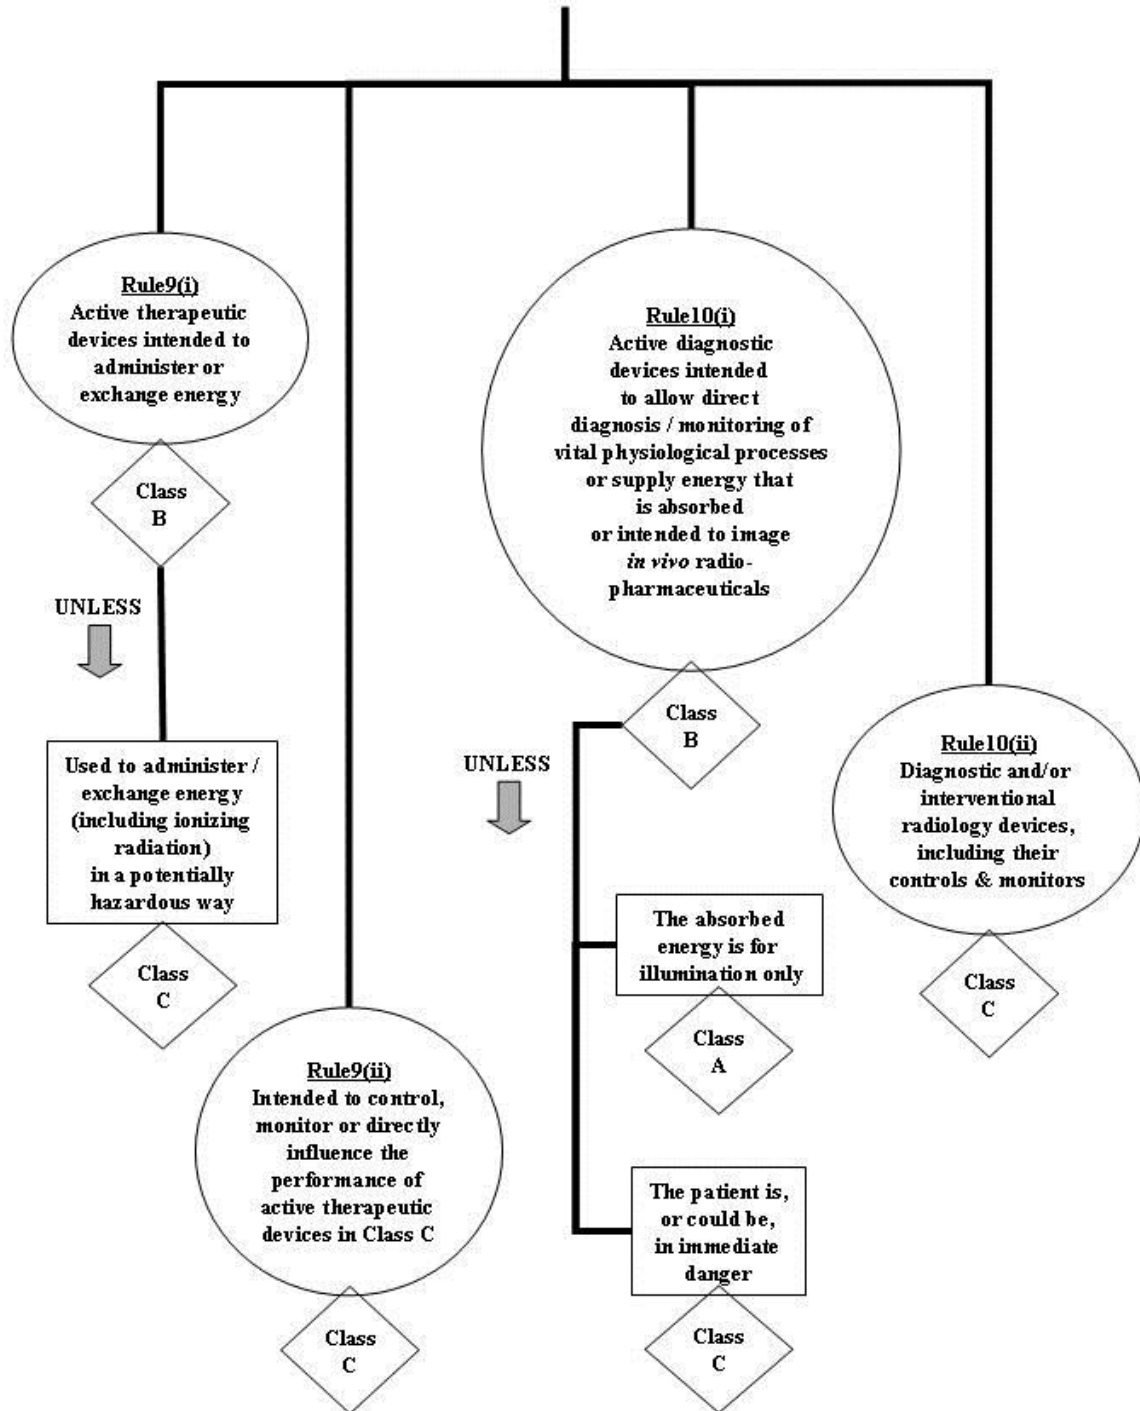 Rule9(i)
Active therapeutic
devices intended to
administer or
exchange energy
Class
B
UNLESS
Used to administer /
exchange energy
(including ionizing
radiation)
in a potentially
hazardous way
Class
C
Rule9(ii)
Intended to control,
monitor or directly
influence the
performance of
active therapeutic
devices in Class C
Class
C
Rule10(i)
Active diagnostic
devices intended
to allow direct
diagnosis / monitoring of
vital physiological processes
or supply energy that
is absorbed
or intended to image
in vivo radio-
pharmaceuticals
Class
B
UNLESS
The absorbed
energy is for
illumination only
Class
A
The patient is,
or could be,
in immediate
danger
Class
C
Rule10(ii)
Diagnostic and/or
interventional
radiology devices,
including their
controls & monitors
Class
C